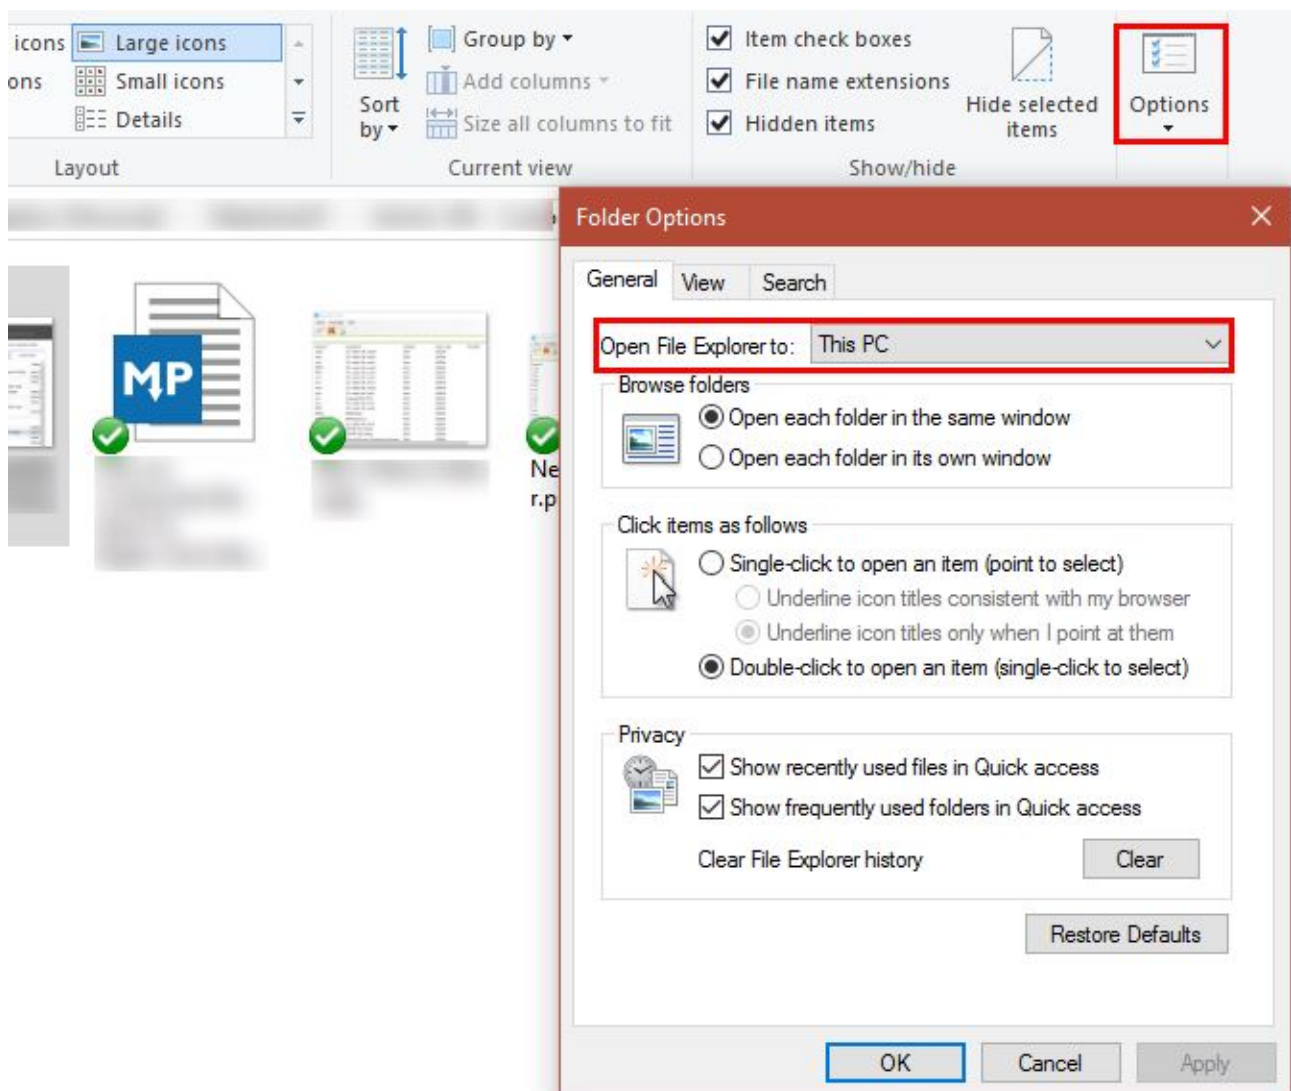 icons
Large icons
ons
Small icons
Details
Layout
Sort
by
Group by
Add columns
Size all columns to fit
Current view
Item check boxes
File name extensions
Hidden items
Hide selected
items
Show/hide
Options
Folder Options
General
View
Search
Open File Explorer to:
This PC
Browse folders
Open each folder in the same window
Open each folder in its own window
Click items as follows
Single-click to open an item (point to select)
Underline icon titles consistent with my browser
Underline icon titles only when I point at them
Double-click to open an item (single-click to select)
Privacy
Show recently used files in Quick access
Show frequently used folders in Quick access
Clear File Explorer history
Clear
Restore Defaults
OK
Cancel
Apply
MP
Ne
r.p